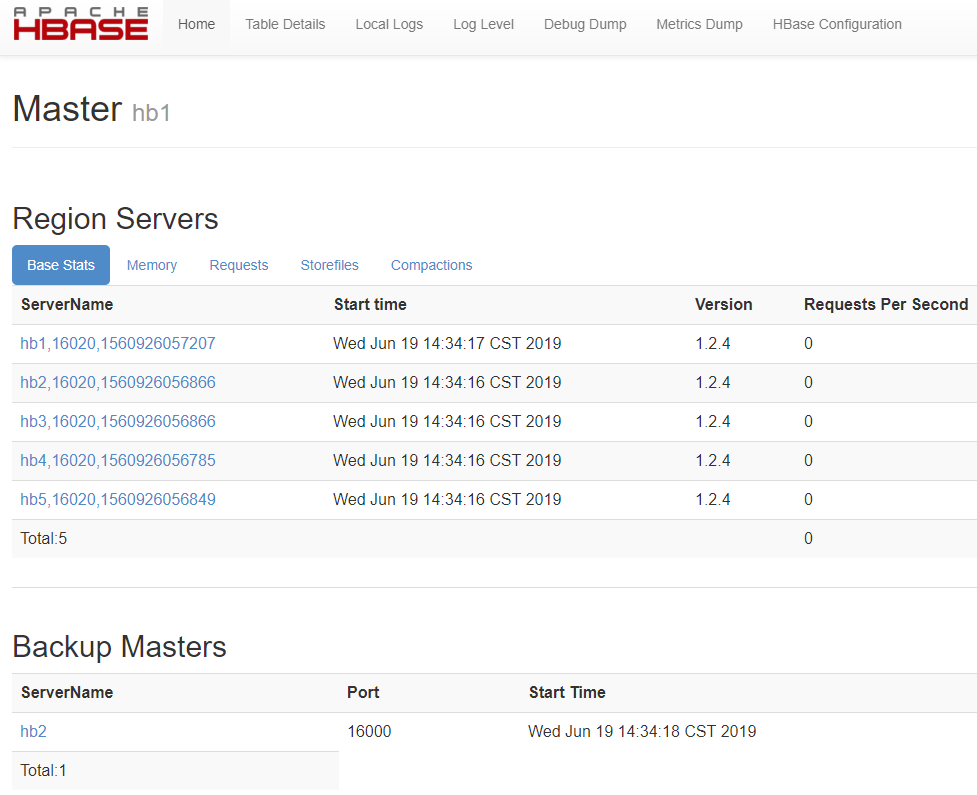 APACHE
HBASE
Home Table Details Local Logs Log Level Debug Dump Metrics Dump HBase Configuration
Master hb1
Region Servers
Base Stats Memory Requests Storefiles Compactions
ServerName Start time Version Requests Per Second
hb1,16020,1560926057207 Wed Jun 19 14:34:17 CST 2019 1.2.4 0
hb2,16020,1560926056866 Wed Jun 19 14:34:16 CST 2019 1.2.4 0
hb3,16020,1560926056866 Wed Jun 19 14:34:16 CST 2019 1.2.4 0
hb4,16020,1560926056785 Wed Jun 19 14:34:16 CST 2019 1.2.4 0
hb5,16020,1560926056849 Wed Jun 19 14:34:16 CST 2019 1.2.4 0
Total:5 0
Backup Masters
ServerName Port Start Time
hb2 16000 Wed Jun 19 14:34:18 CST 2019
Total:1